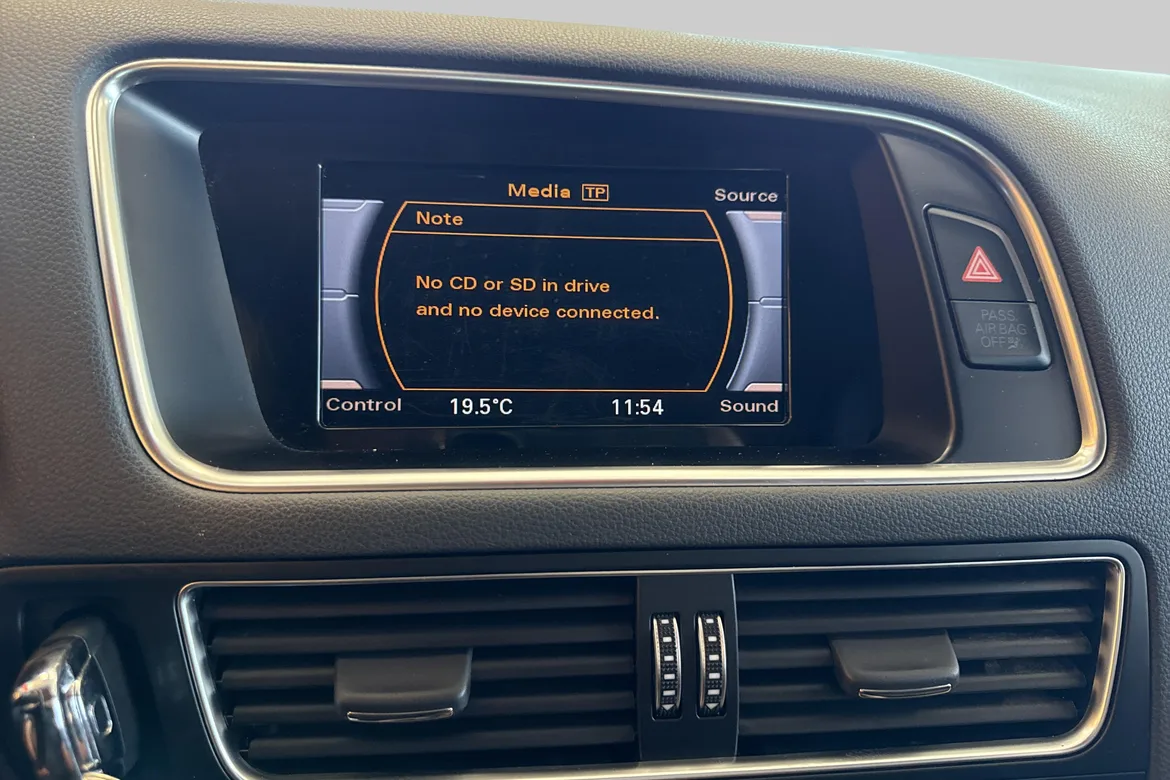 Media TP
Source
Note
No CD or SD in drive
and no device connected.
Control
19.5°C
11:54
Sound
PASS.
AIR BAG
OFF